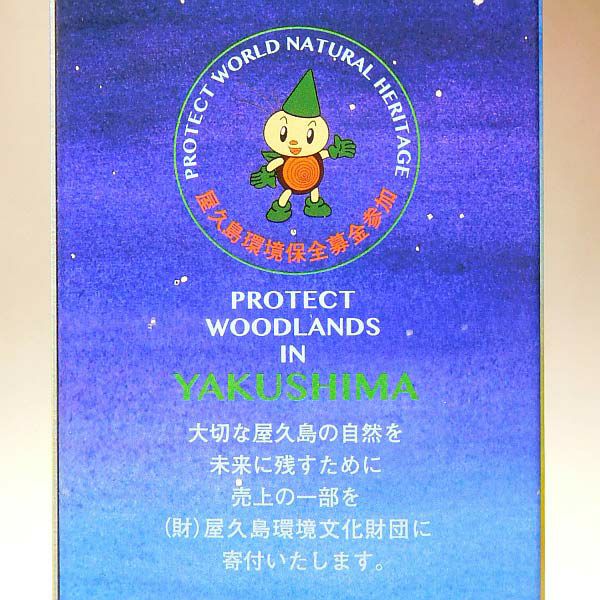 PROTECT WORLD NATURAL HERITAGE
屋久島環境保全募金参加
PROTECT
WOODLANDS
IN
YAKUSHIMA
大切な屋久島の自然を
未来に残すために
売上の一部を
(財)屋久島環境文化財団に
寄付いたします。